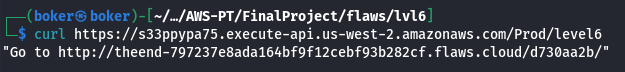 ┌──(boker㉿boker)-[~/…/AWS-PT/FinalProject/flaws/lvl6]
└─$ curl https://s33ppypa75.execute-api.us-west-2.amazonaws.com/Prod/level6
"Go to http://theend-797237e8ada164bf9f12cebf93b282cf.flaws.cloud/d730aa2b/"